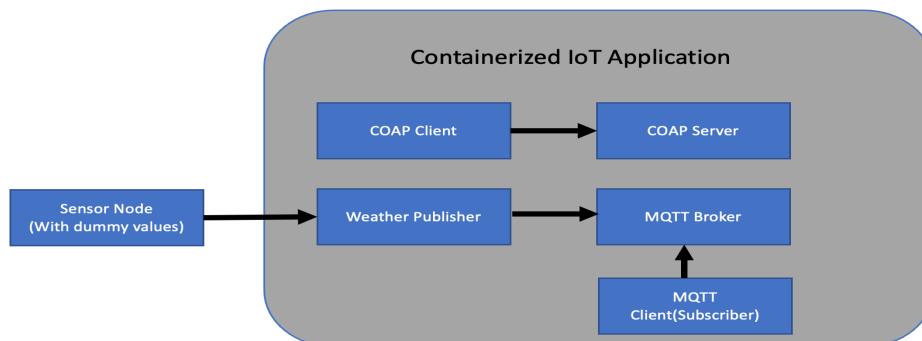 Containerized IoT Application
COAP Client
COAP Server
Sensor Node
(With dummy values)
Weather Publisher
MQTT Broker
MQTT
Client(Subscriber)